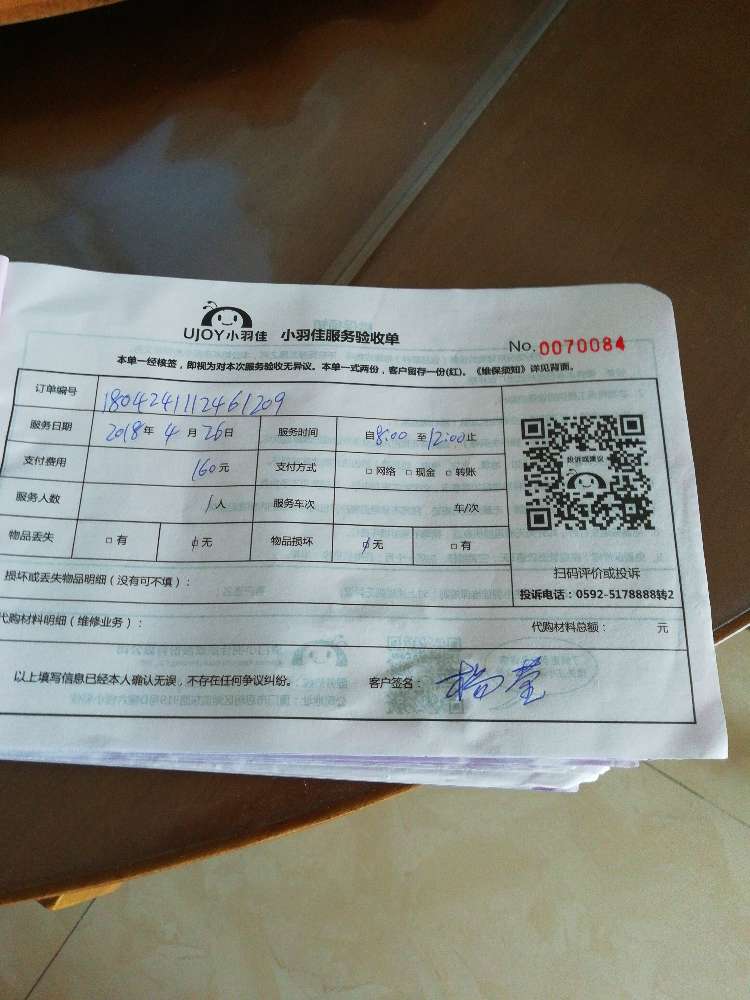 UJOY小羽佳 小羽佳服务验收单
No.0070084
本单一经核签，即视为对本次服务验收无异议。本单一式两份，客户留存一份(红)。《维保须知》详见背面。
订单编号 1804241112461209
服务日期 2018年 4月 26日 服务时间 自8:00 至12:00止
支付费用 160元 支付方式 □网络 □现金 □转账
服务人数 1人 服务车次 车/次
物品丢失 □有 □无 物品损坏 □无 □有
投诉或建议
扫码评价或投诉
投诉电话：0592-5178888转2
损坏或丢失物品明细（没有可不填）：
代购材料明细（维修业务）： 代购材料总额： 元
以上填写信息已经本人确认无误，不存在任何争议纠纷。 客户签名： 杨莹